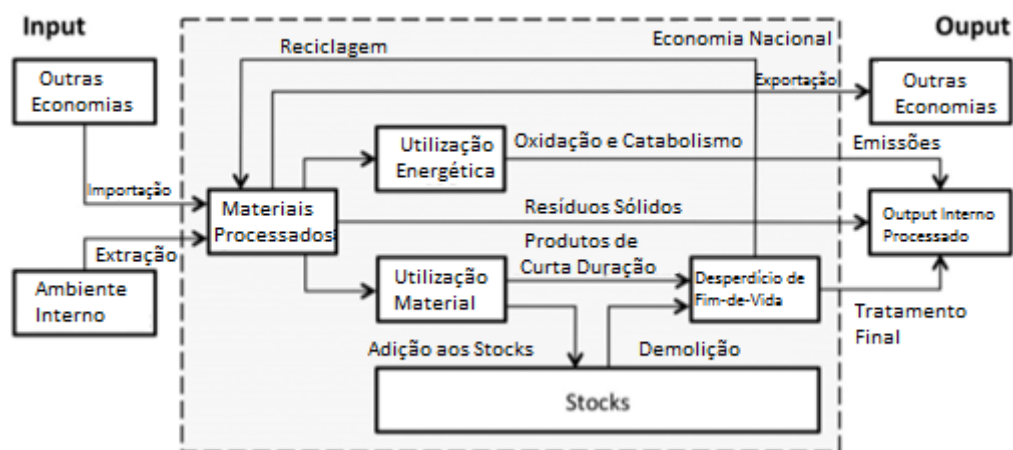 Input
Ouput
Reciclagem
Economia Nacional
Outras
Economias
Exportação
Outras
Economias
Utilização
Energética
Oxidação e Catabolismo
Emissões
Importação
Materiais
Processados
Resíduos Sólidos
Output Interno
Processado
Extração
Produtos de
Curta Duração
Ambiente
Interno
Utilização
Material
Desperdício de
Fim-de-Vida
Tratamento
Final
Adição aos Stocks
Demolição
Stocks